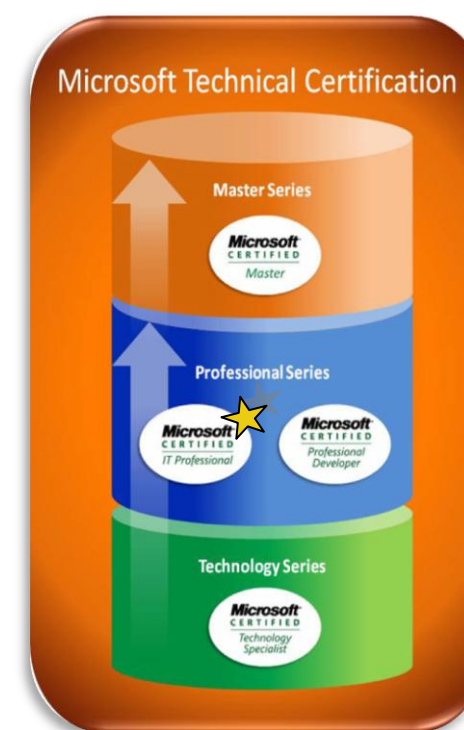 Microsoft Technical Certification
Master Series
Microsoft
CERTIFIED
Master
Professional Series
Microsoft
CERTIFIED
IT Professional
Microsoft
CERTIFIED
Professional
Developer
Technology Series
Microsoft
CERTIFIED
Technology
Specialist